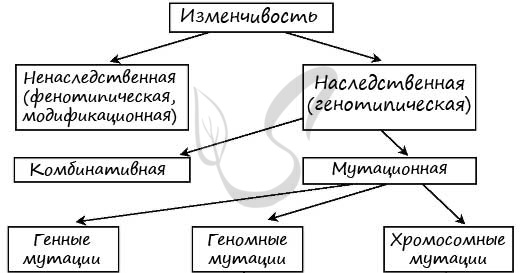 Изменчивость
Ненаследственная
(фенотипическая,
модификационная)
Наследственная
(генотипическая)
Комбинативная
Мутационная
Генные
мутации
Геномные
мутации
Хромосомные
мутации